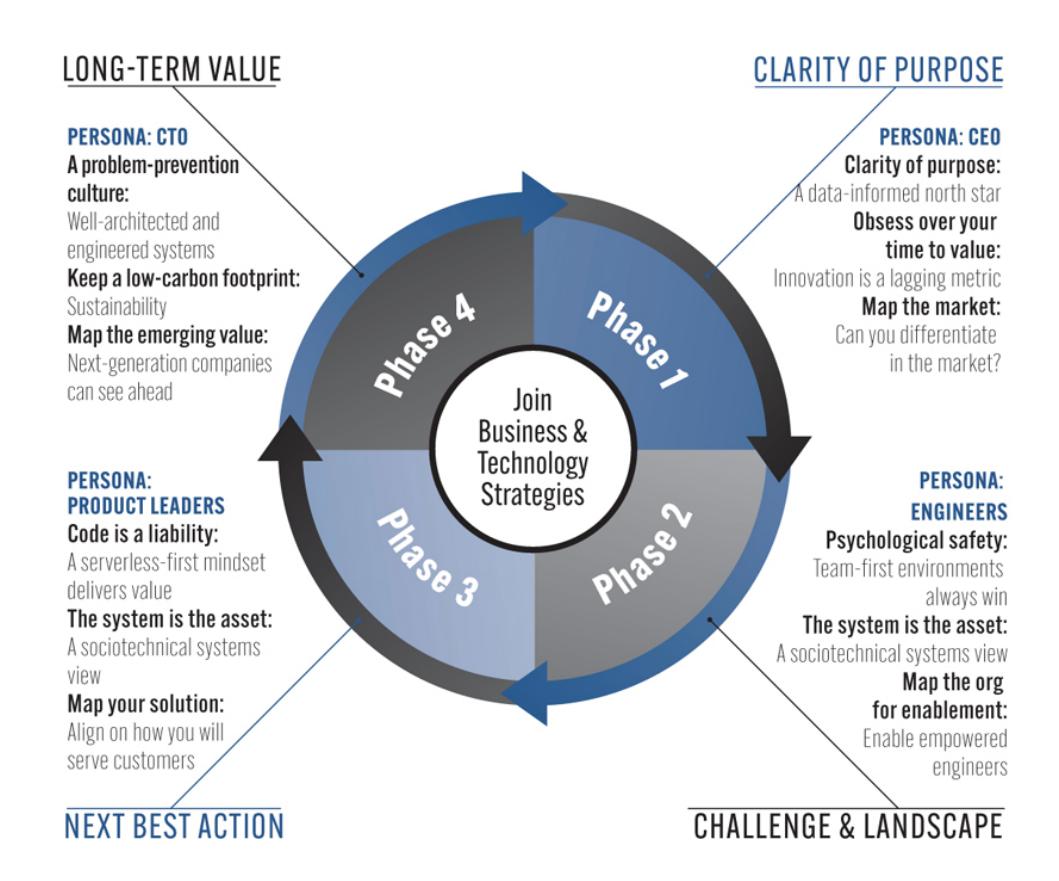 LONG-TERM VALUE
PERSONA: CTO
A problem-prevention
culture:
Well-architected and
engineered systems
Keep a low-carbon footprint:
Sustainability
Map the emerging value:
Next-generation companies
can see ahead
CLARITY OF PURPOSE
PERSONA: CEO
Clarity of purpose:
A data-informed north star
Obsess over your
time to value:
Innovation is a lagging metric
Map the market:
Can you differentiate
in the market?
Phase 4
Phase 1
Join
Business &
Technology
Strategies
Phase 3
Phase 2
PERSONA:
PRODUCT LEADERS
Code is a liability:
A serverless-first mindset
delivers value
The system is the asset:
A sociotechnical systems
view
Map your solution:
Align on how you will
serve customers
NEXT BEST ACTION
PERSONA:
ENGINEERS
Psychological safety:
Team-first environments
always win
The system is the asset:
A sociotechnical systems view
Map the org
for enablement:
Enable empowered
engineers
CHALLENGE & LANDSCAPE